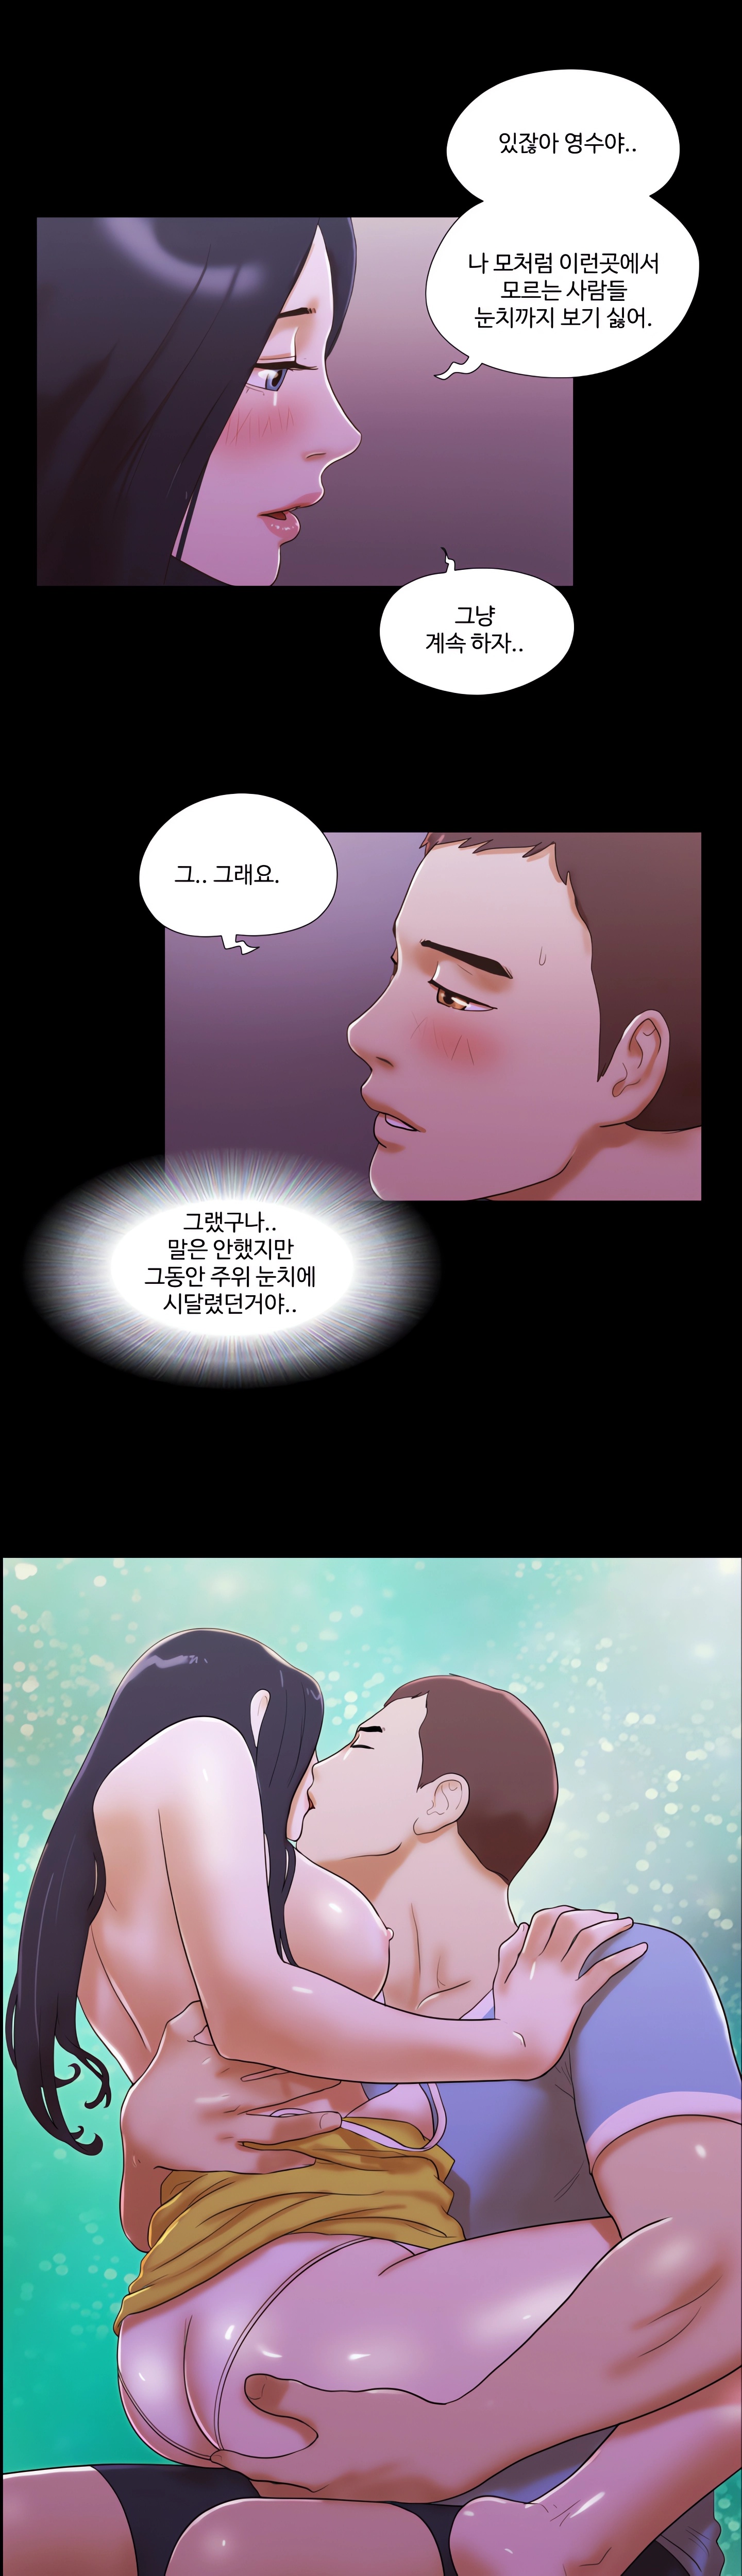 있잖아 영수야..
나 모처럼 이런곳에서
모르는 사람들
눈치까지 보기 싫어.
그냥
계속 하자..
그.. 그래요.
그랬구나..
말은 안했지만
그동안 주위 눈치에
시달렸던거야..